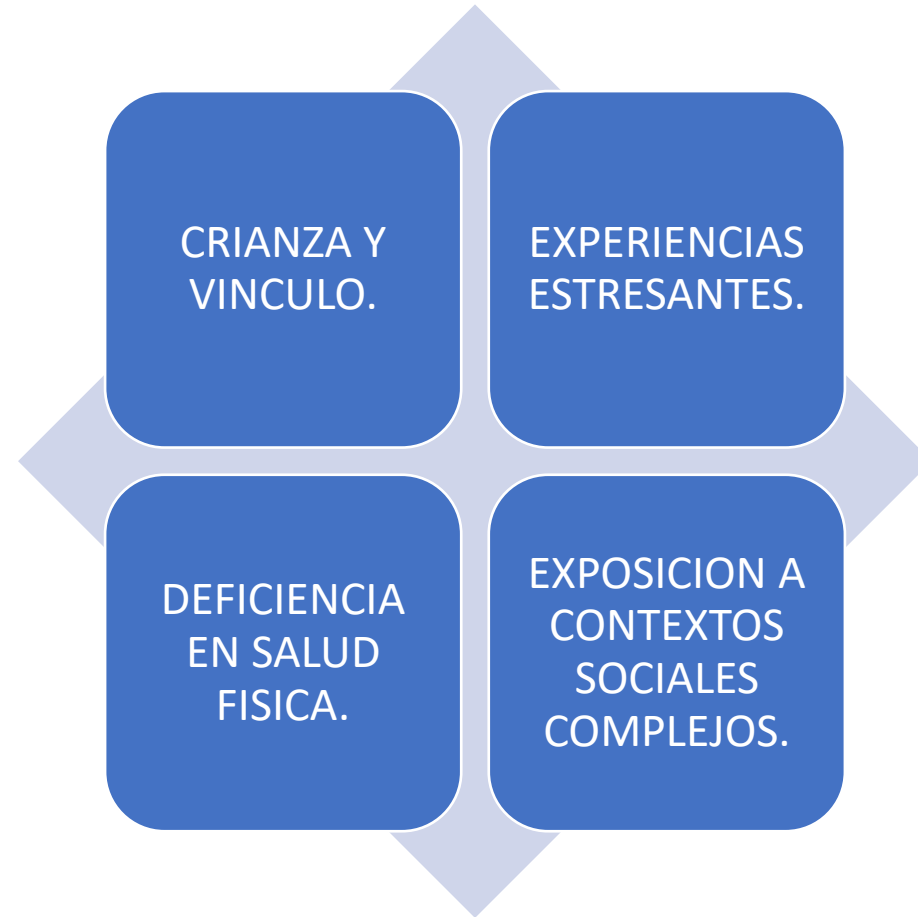 CRIANZA Y
VINCULO.
EXPERIENCIAS
ESTRESANTES.
DEFICIENCIA
EN SALUD
FISICA.
EXPOSICION A
CONTEXTOS
SOCIALES
COMPLEJOS.